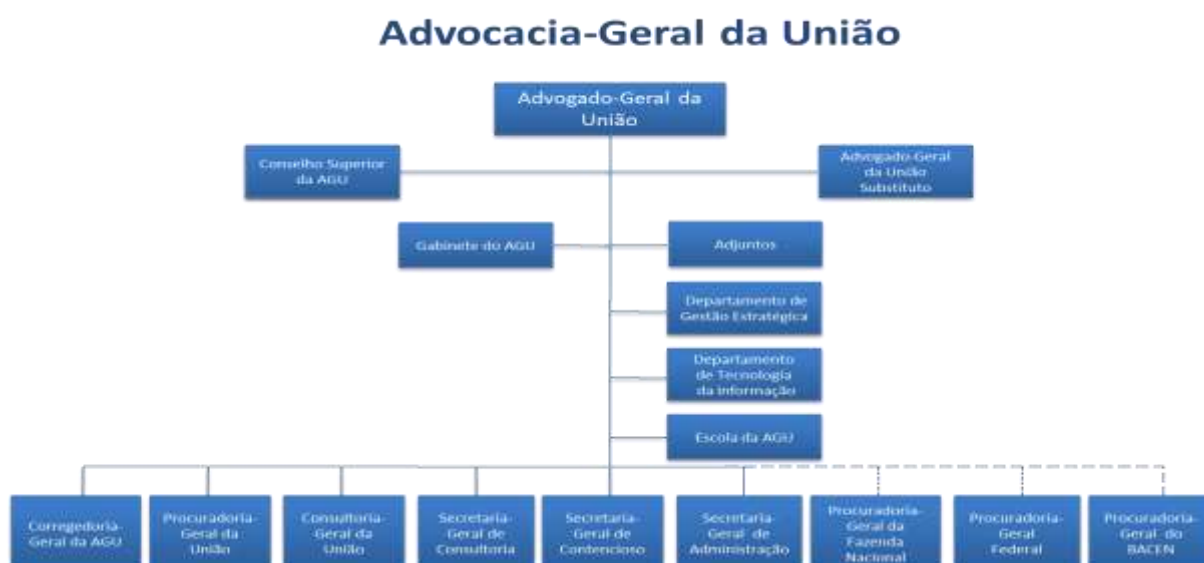 Advocacia-Geral da União
Advogado-Geral da
União
Conselho Superior
da AGU
Advogado-Geral
da União
Substituto
Gabinete do AGU
Adjuntos
Departamento de
Gestão Estratégica
Departamento
de Tecnologia
da informação
Escola da AGU
Corregedoria-
Geral da AGU
Procuradoria-
Geral da
União
Consultoria-
Geral da
União
Secretaria-
Geral de
Consultoria
Secretaria-
Geral de
Contencioso
Secretaria-
Geral de
Administração
Procuradoria-
Geral da
Fazenda
Nacional
Procuradoria-
Geral
Federal
Procuradoria-
Geral do
BACEN